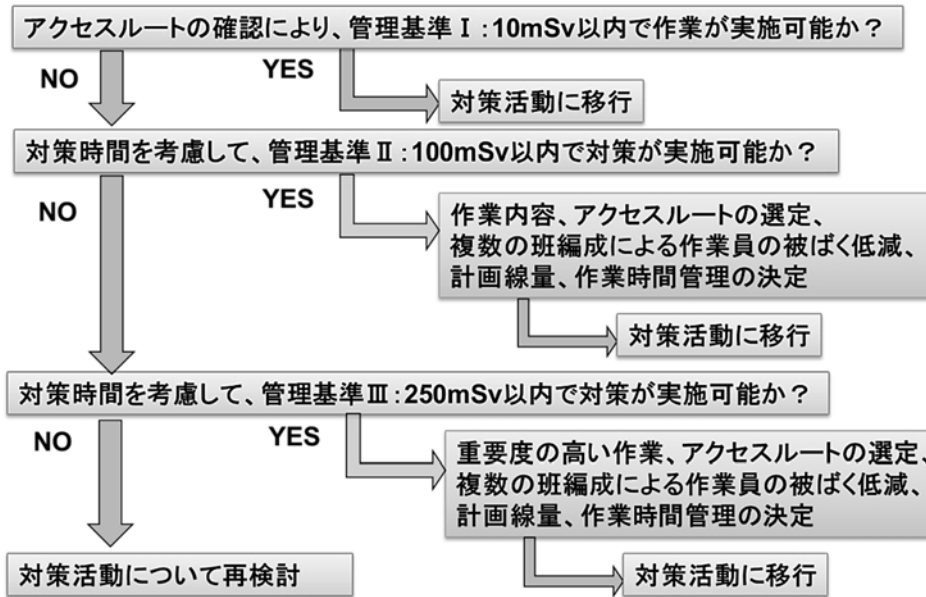 アクセスルートの確認により、管理基準Ⅰ:10mSv以内で作業が実施可能か?
NO
YES
対策活動に移行
対策時間を考慮して、管理基準Ⅱ:100mSv以内で対策が実施可能か?
NO
YES
作業内容、アクセスルートの選定、
複数の班編成による作業員の被ばく低減、
計画線量、作業時間管理の決定
対策活動に移行
対策時間を考慮して、管理基準Ⅲ:250mSv以内で対策が実施可能か?
NO
YES
重要度の高い作業、アクセスルートの選定、
複数の班編成による作業員の被ばく低減、
計画線量、作業時間管理の決定
対策活動について再検討
対策活動に移行